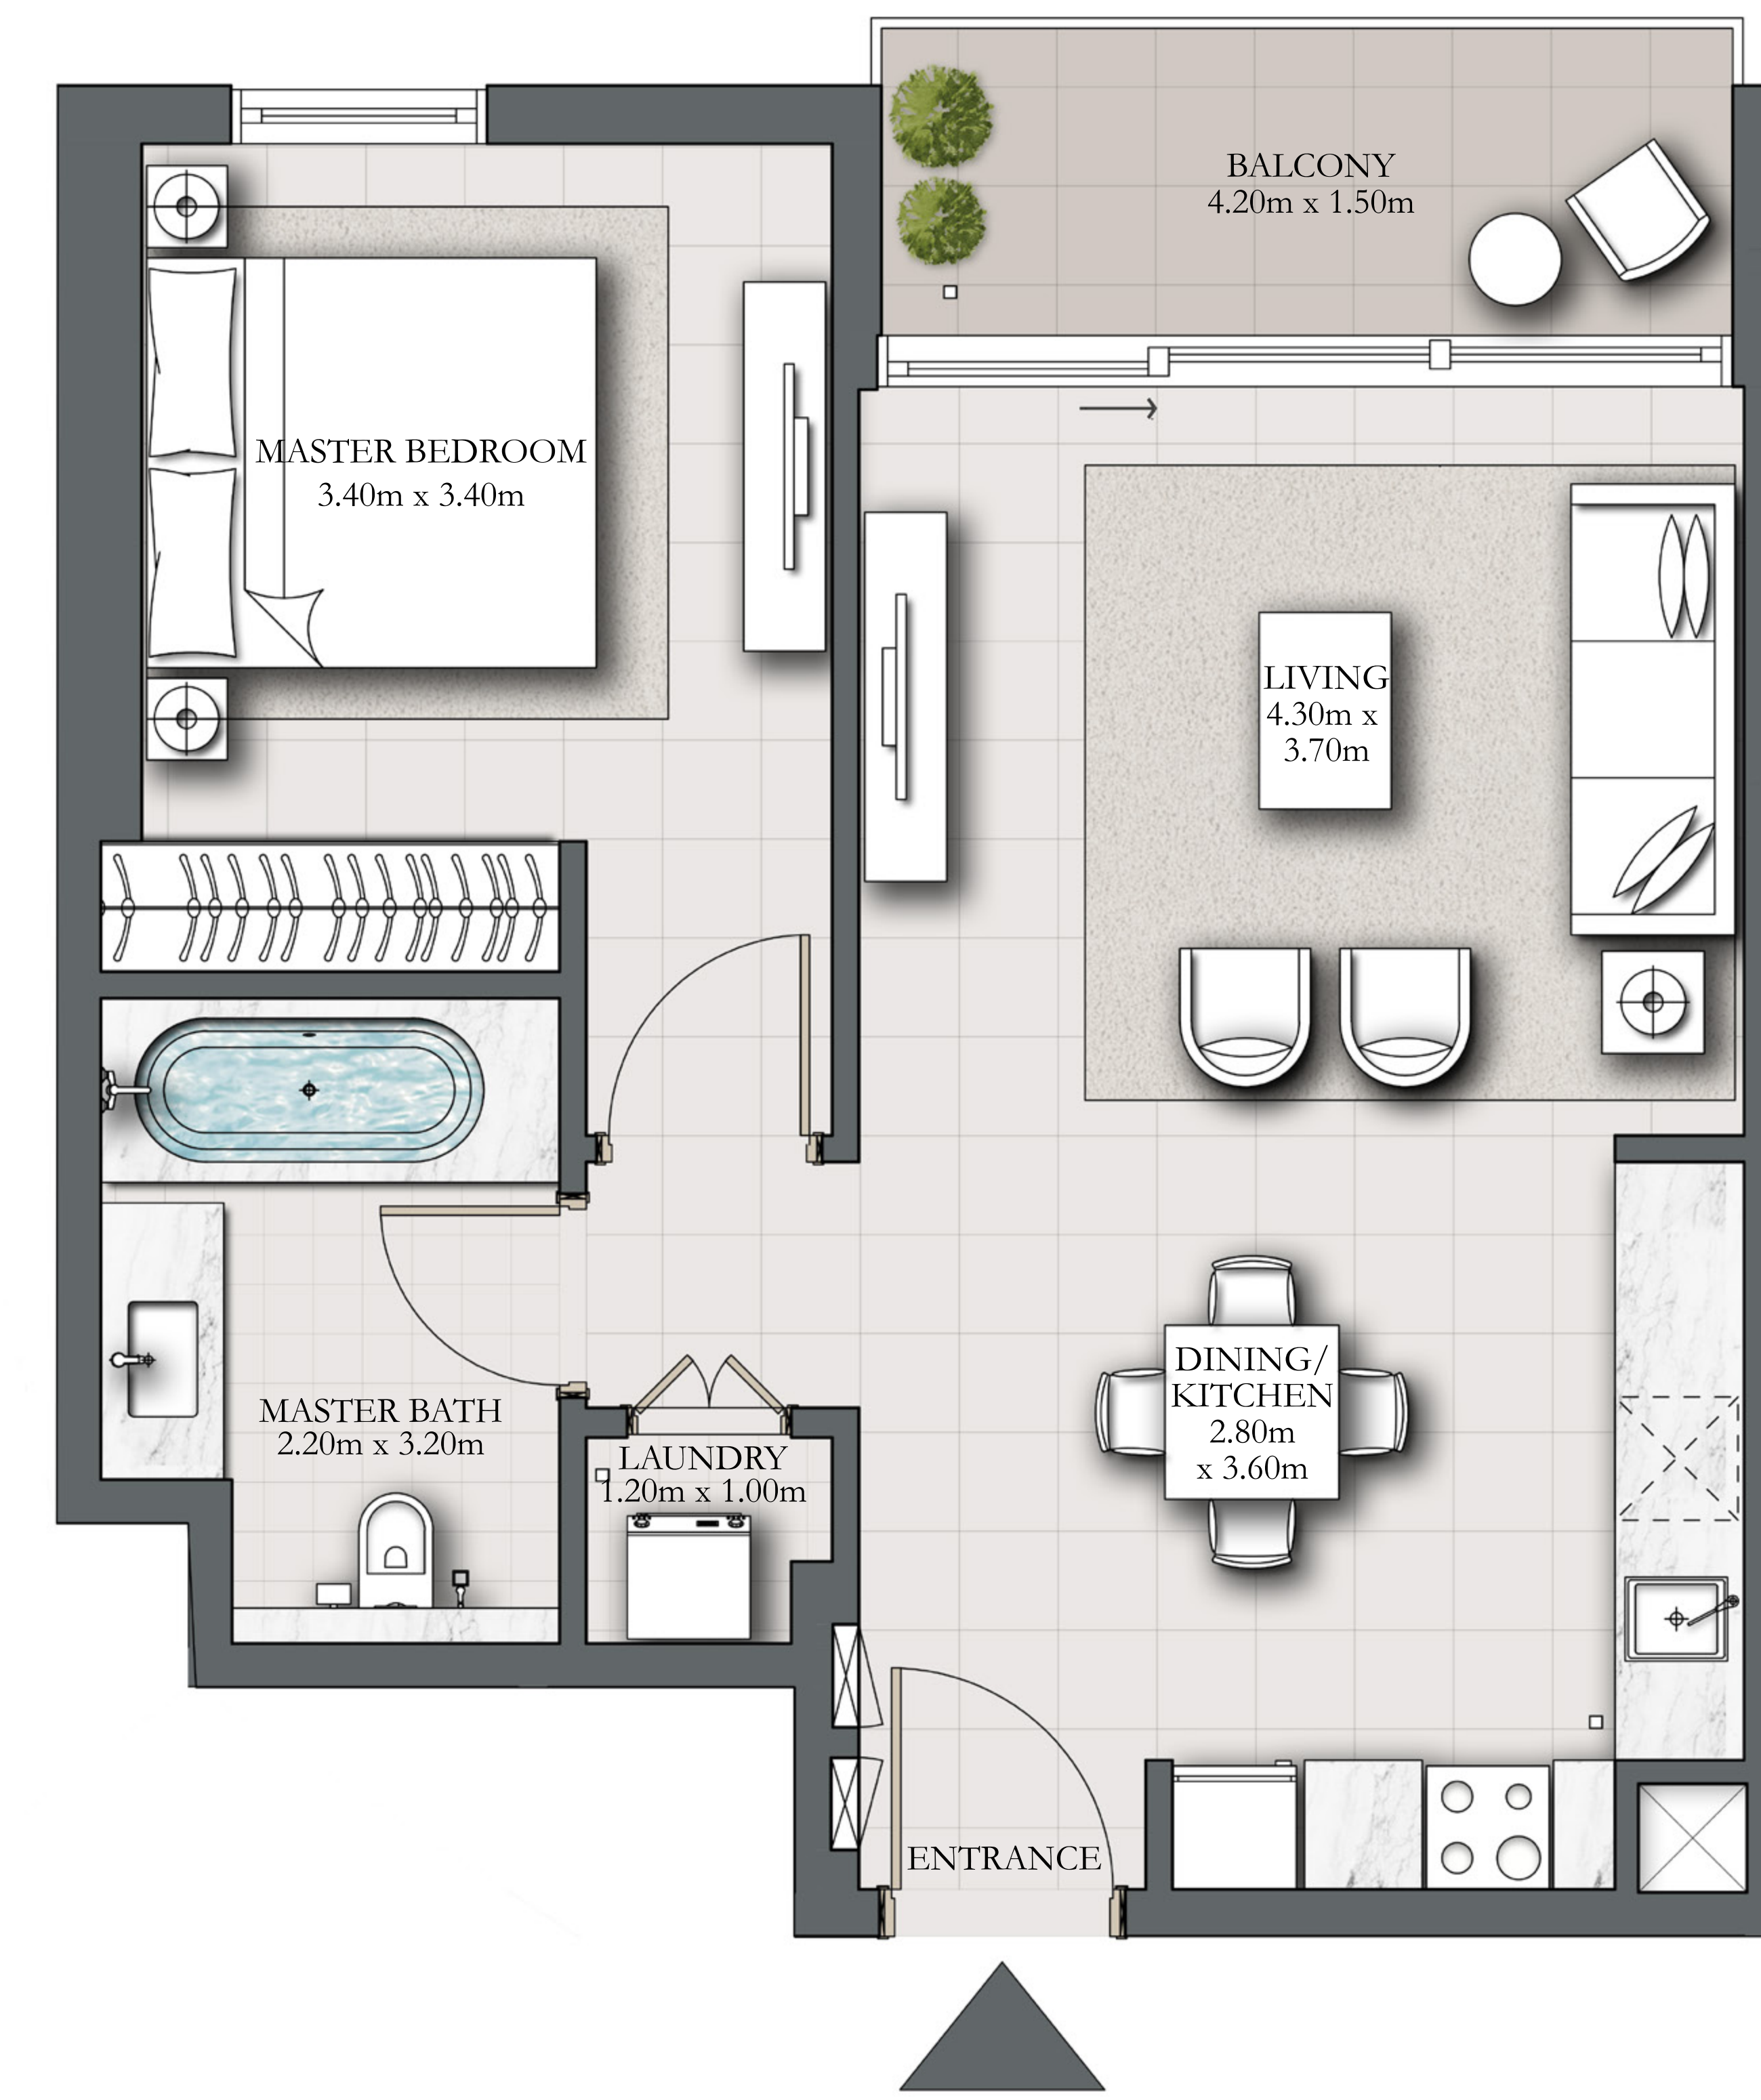 BALCONY
4.20m x 1.50m
MASTER BEDROOM
3.40m x 3.40m
LIVING
4.30m x
3.70m
DINING/
KITCHEN
2.80m
x 3.60m
MASTER BATH
2.20m x 3.20m
LAUNDRY
1.20m x 1.00m
ENTRANCE